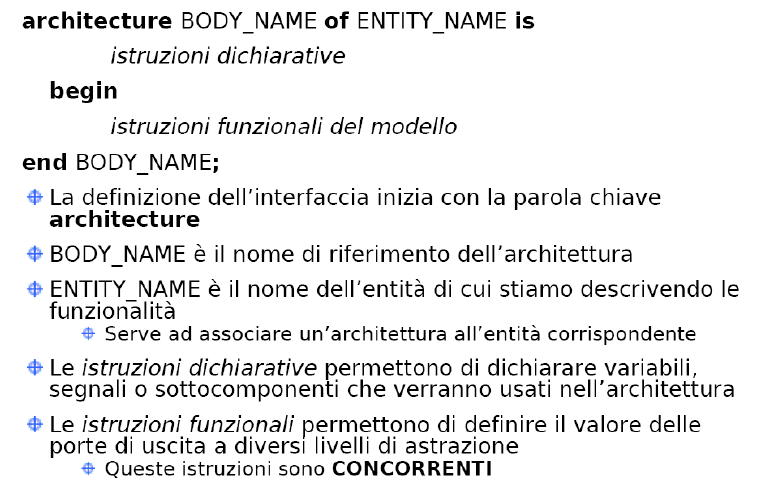 architecture BODY_NAME of ENTITY_NAME is
istruzioni dichiarative
begin
istruzioni funzionali del modello
end BODY_NAME;
La definizione dell'interfaccia inizia con la parola chiave
architecture
BODY_NAME è il nome di riferimento dell'architettura
ENTITY_NAME è il nome dell'entità di cui stiamo descrivendo le
funzionalità
Serve ad associare un'architettura all'entità corrispondente
Le istruzioni dichiarative permettono di dichiarare variabili,
segnali o sottocomponenti che verranno usati nell'architettura
Le istruzioni funzionali permettono di definire il valore delle
porte di uscita a diversi livelli di astrazione
Queste istruzioni sono CONCORRENTI